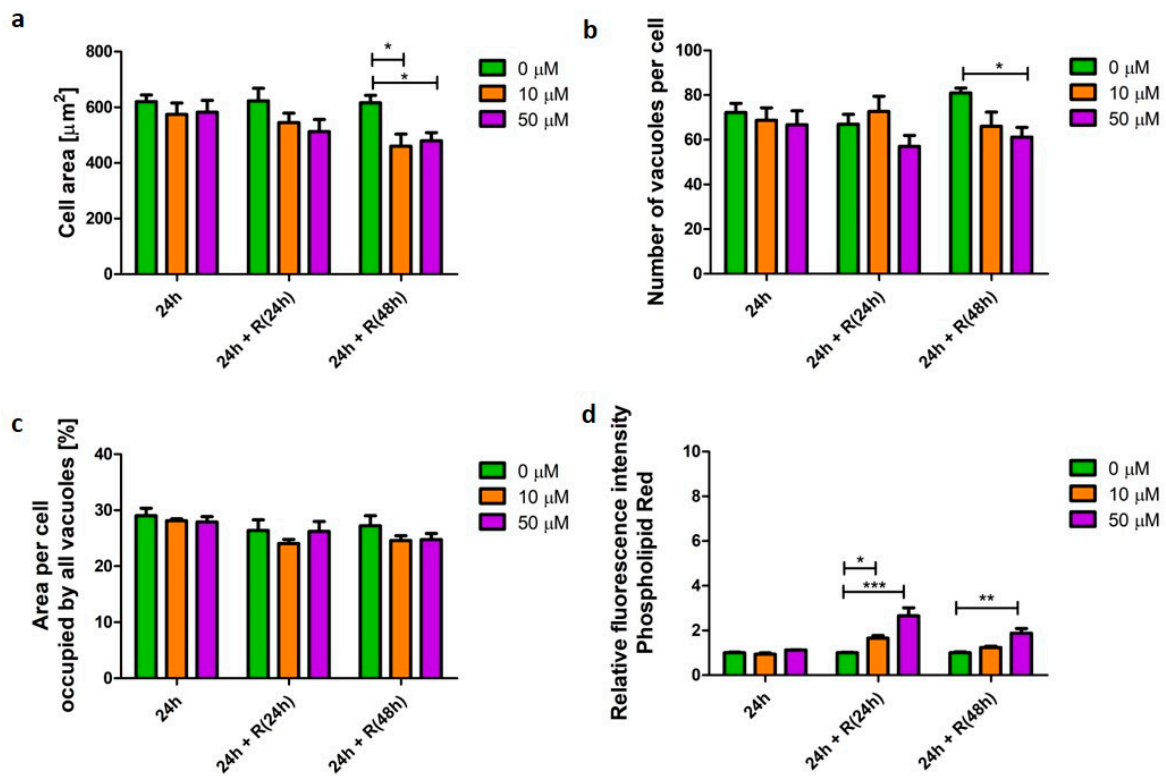 a
Cell area [μm²]
800
600
400
200
0
*
*
0 μM
10 μM
50 μM
24h
24h + R(24h)
24h + R(48h)
b
Number of vacuoles per cell
100
80
60
40
20
0
*
0 μM
10 μM
50 μM
24h
24h + R(24h)
24h + R(48h)
c
Area per cell
occupied by all vacuoles [%]
40
30
20
10
0
0 μM
10 μM
50 μM
24h
24h + R(24h)
24h + R(48h)
d
Relative fluorescence intensity
Phospholipid Red
10
8
6
4
2
0
*
***
**
0 μM
10 μM
50 μM
24h
24h + R(24h)
24h + R(48h)